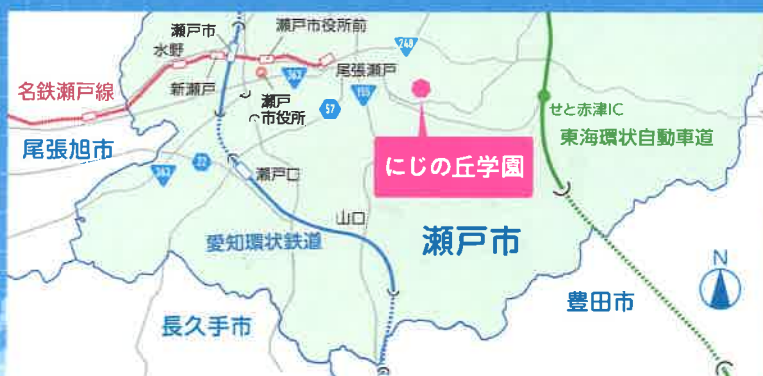 瀬戸市
瀬戸市役所前
水野
248
名鉄瀬戸線
新瀬戸
363
尾張瀬戸
瀬戸
市役所
57
155
せと赤津IC
東海環状自動車道
尾張旭市
にじの丘学園
363
22
瀬戸口
山口
愛知環状鉄道
瀬戸市
N
豊田市
長久手市